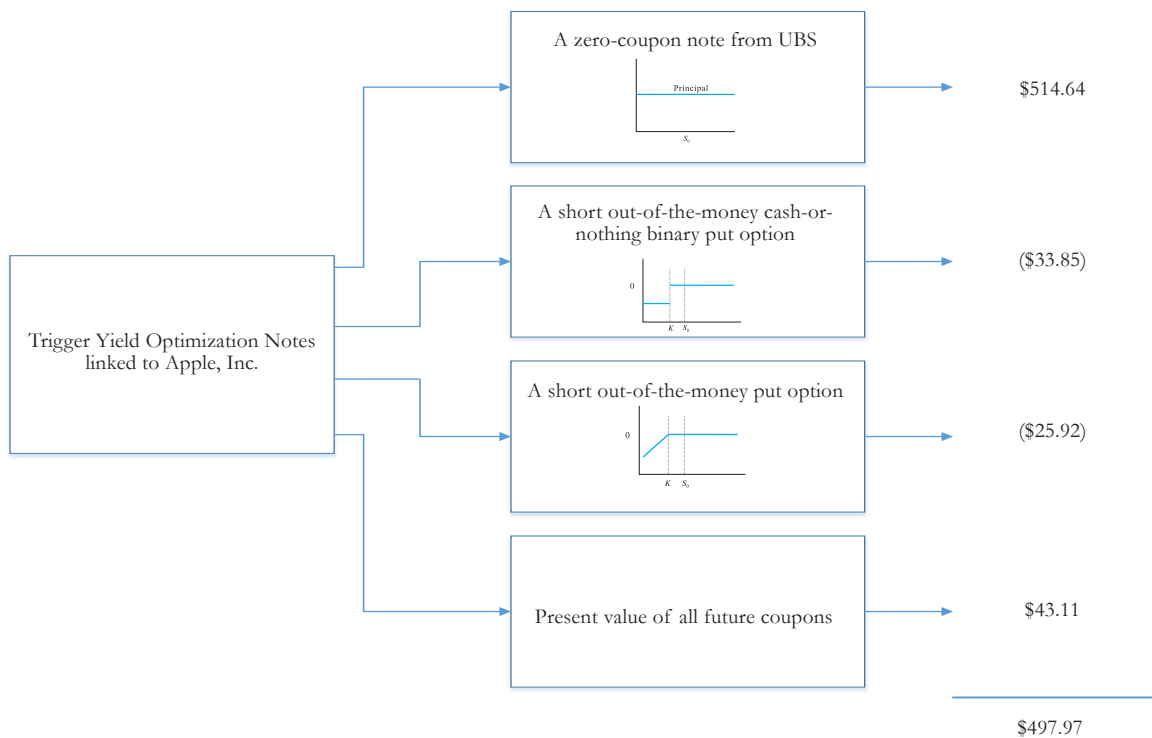 A zero-coupon note from UBS
Principal
S₀
$514.64
A short out-of-the-money cash-or-
nothing binary put option
0
K S₀
($33.85)
Trigger Yield Optimization Notes
linked to Apple, Inc.
A short out-of-the-money put option
0
K S₀
($25.92)
Present value of all future coupons
$43.11
$497.97